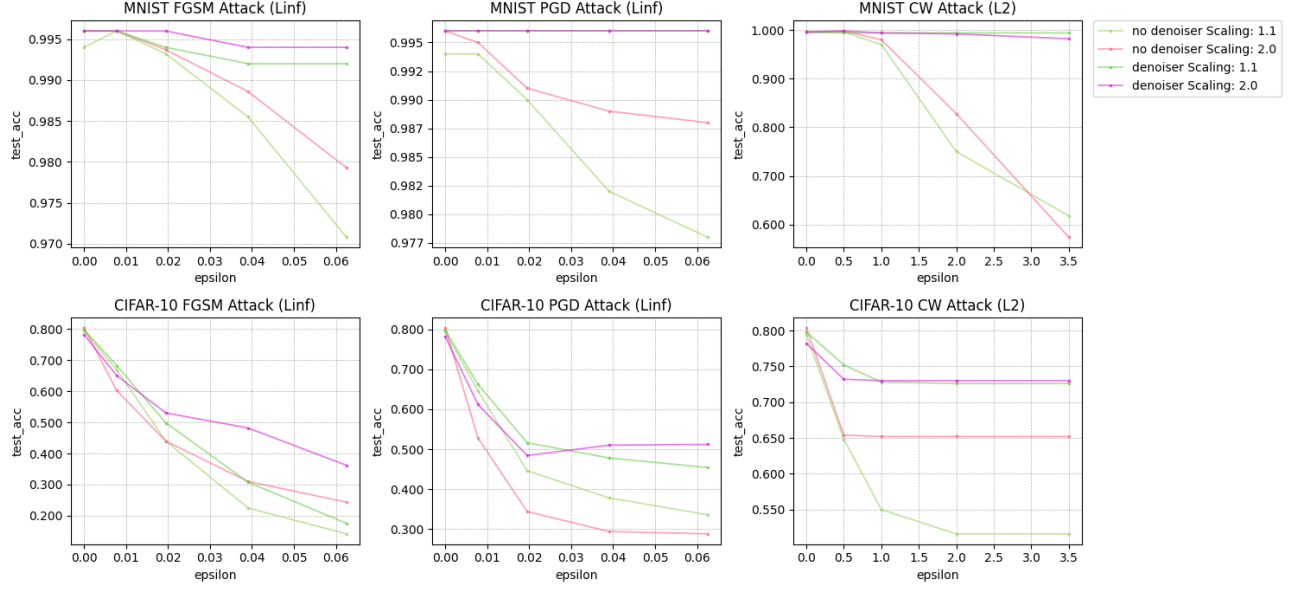 MNIST FGSM Attack (Linf)
0.995
0.990
0.985
0.980
0.975
0.970
test_acc
0.00 0.01 0.02 0.03 0.04 0.05 0.06
epsilon
MNIST PGD Attack (Linf)
0.995
0.992
0.990
0.987
0.985
0.982
0.980
0.977
test_acc
0.00 0.01 0.02 0.03 0.04 0.05 0.06
epsilon
MNIST CW Attack (L2)
1.000
0.900
0.800
0.700
0.600
test_acc
0.0 0.5 1.0 1.5 2.0 2.5 3.0 3.5
epsilon
no denoiser Scaling: 1.1
no denoiser Scaling: 2.0
denoiser Scaling: 1.1
denoiser Scaling: 2.0
CIFAR-10 FGSM Attack (Linf)
0.800
0.700
0.600
0.500
0.400
0.300
0.200
test_acc
0.00 0.01 0.02 0.03 0.04 0.05 0.06
epsilon
CIFAR-10 PGD Attack (Linf)
0.800
0.700
0.600
0.500
0.400
0.300
test_acc
0.00 0.01 0.02 0.03 0.04 0.05 0.06
epsilon
CIFAR-10 CW Attack (L2)
0.800
0.750
0.700
0.650
0.600
0.550
test_acc
0.0 0.5 1.0 1.5 2.0 2.5 3.0 3.5
epsilon